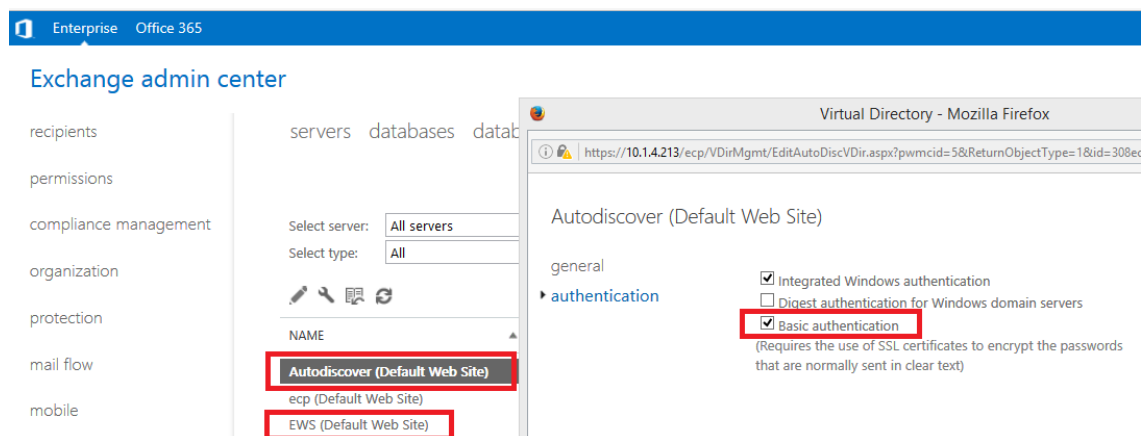 Enterprise Office 365
Exchange admin center
recipients
permissions
compliance management
organization
protection
mail flow
mobile
servers databases datab
Select server: All servers
Select type: All
NAME
Autodiscover (Default Web Site)
ecp (Default Web Site)
EWS (Default Web Site)
Virtual Directory - Mozilla Firefox
https://10.1.4.213/ecp/VDirMgmt/EditAutoDiscVDir.aspx?pwmcid=5&ReturnObjectType=1&id=308ec
Autodiscover (Default Web Site)
general
authentication
Integrated Windows authentication
Digest authentication for Windows domain servers
Basic authentication
(Requires the use of SSL certificates to encrypt the passwords
that are normally sent in clear text)